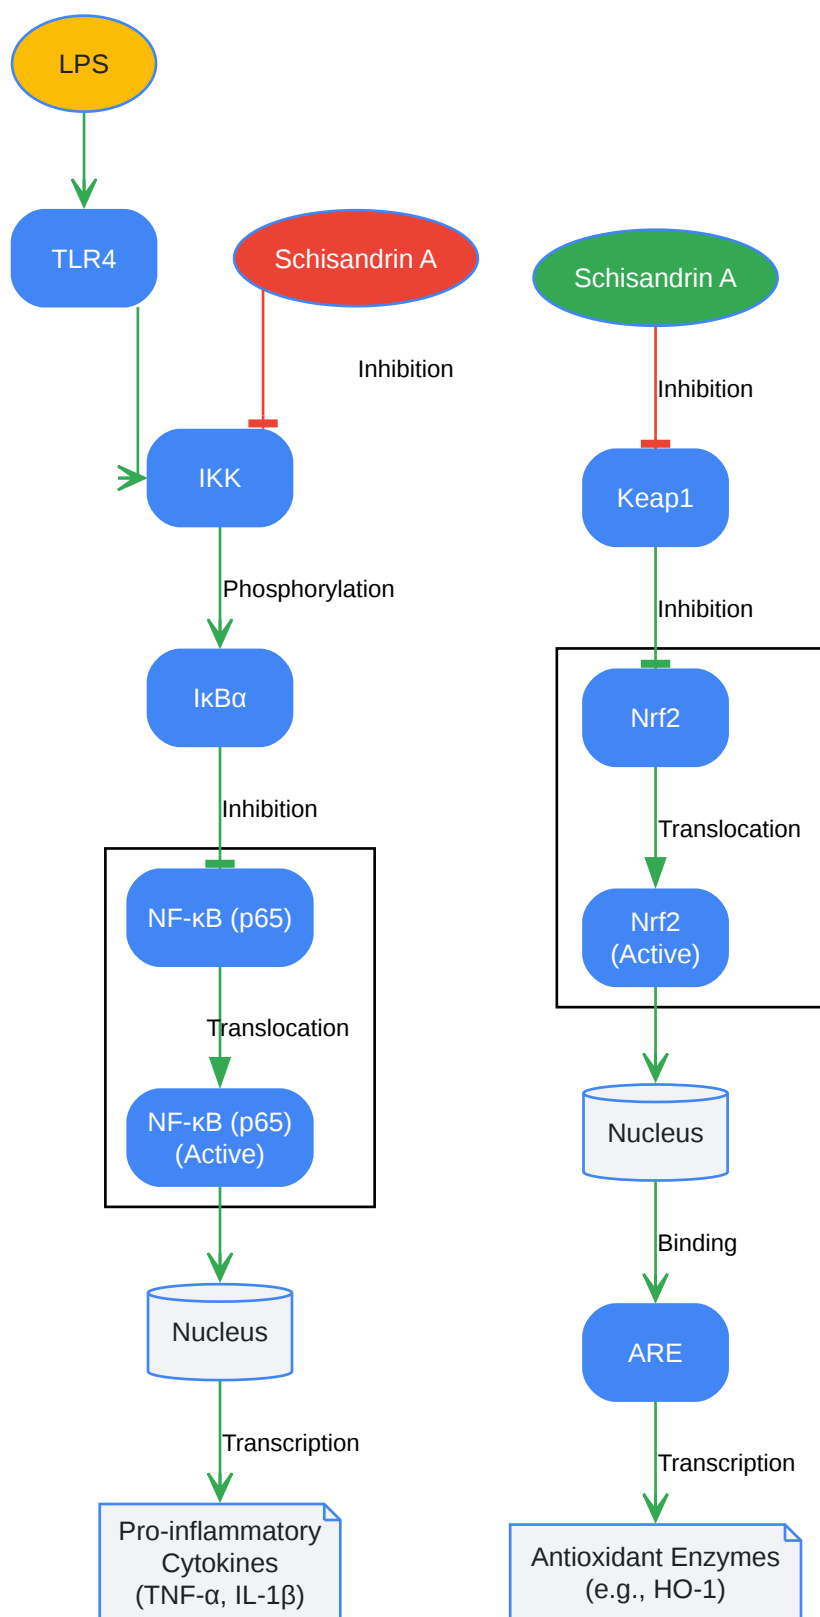 LPS
TLR4
Schisandrin A
Inhibition
IKK
Phosphorylation
IκBα
Inhibition
NF-κB (p65)
Translocation
NF-κB (p65)
(Active)
Nucleus
Transcription
Pro-inflammatory
Cytokines
(TNF-α, IL-1β)
Schisandrin A
Inhibition
Keap1
Inhibition
Nrf2
Translocation
Nrf2
(Active)
Nucleus
Binding
ARE
Transcription
Antioxidant Enzymes
(e.g., HO-1)